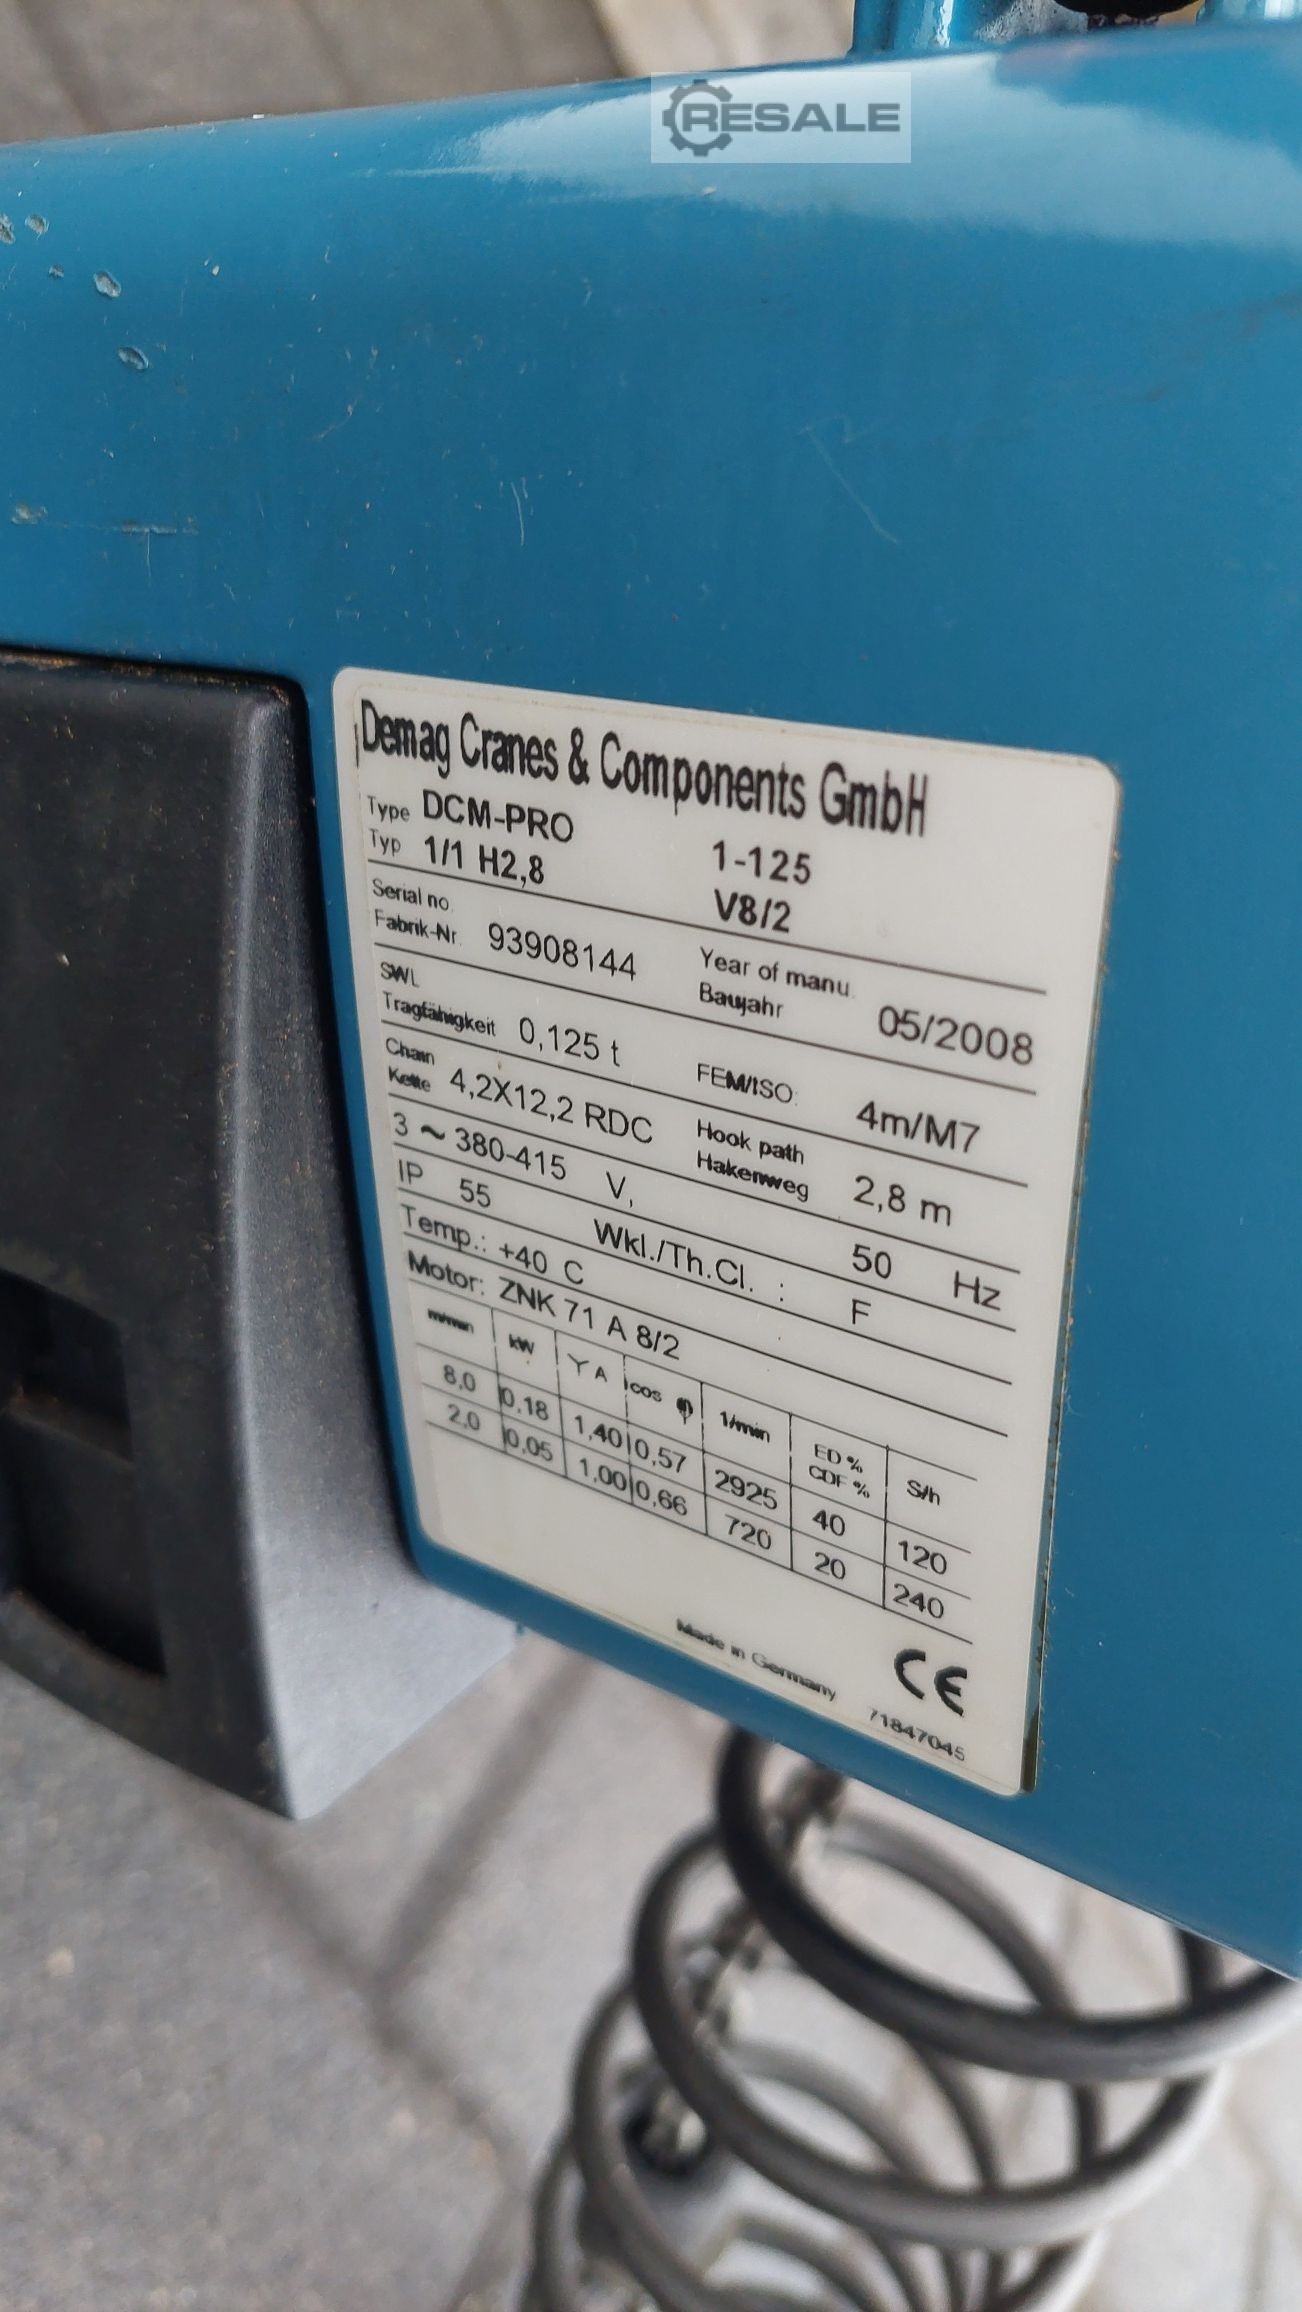 RESALE
Demag Cranes & Components GmbH
Type DCM-PRO 1-125
Typ 1/1 H2,8 V8/2
Serial no.
Fabrik-Nr. 93908144
Year of manu.
Baujahr 05/2008
SWL
Tragfähigkeit 0,125 t
FEM/ISO: 4m/M7
Chain
Kette 4,2X12,2 RDC
Hook path
Hakenweg 2,8 m
3 ~ 380-415 V, 50 Hz
IP 55 Wkl./Th.Cl. : F
Temp.: +40 C
Motor: ZNK 71 A 8/2
m/min kW Y A cos φ 1/min ED % CDF % S/h
8,0 0,18 1,40 0,57 2925 40 120
2,0 0,05 1,00 0,66 720 20 240
CE
Made in Germany
71847045